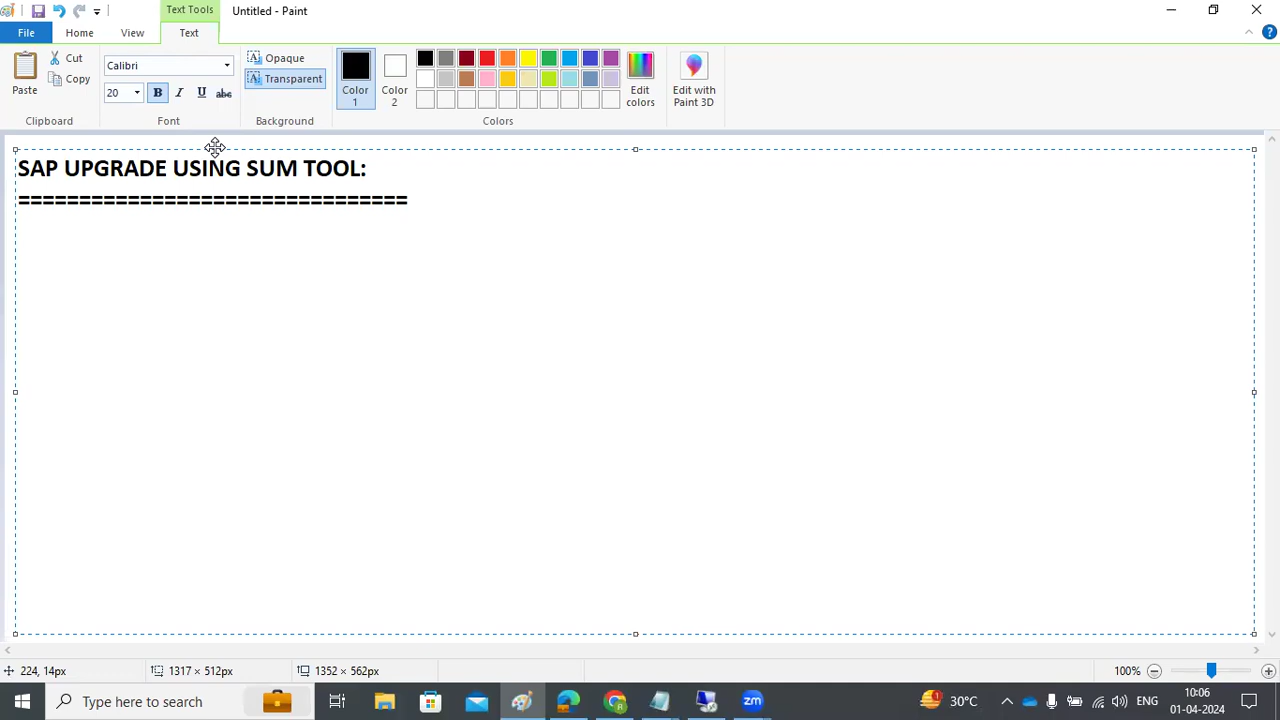 Text Tools
Untitled - Paint
File
Home
View
Text
Paste
Cut
Copy
Clipboard
Calibri
20
B
I
U
abc
Font
Opaque
Transparent
Background
Color
1
Color
2
Edit
colors
Colors
Edit with
Paint 3D
SAP UPGRADE USING SUM TOOL:
================================
224, 14px
1317 × 512px
1352 × 562px
100%
Type here to search
zm
30°C
ENG
10:06
01-04-2024